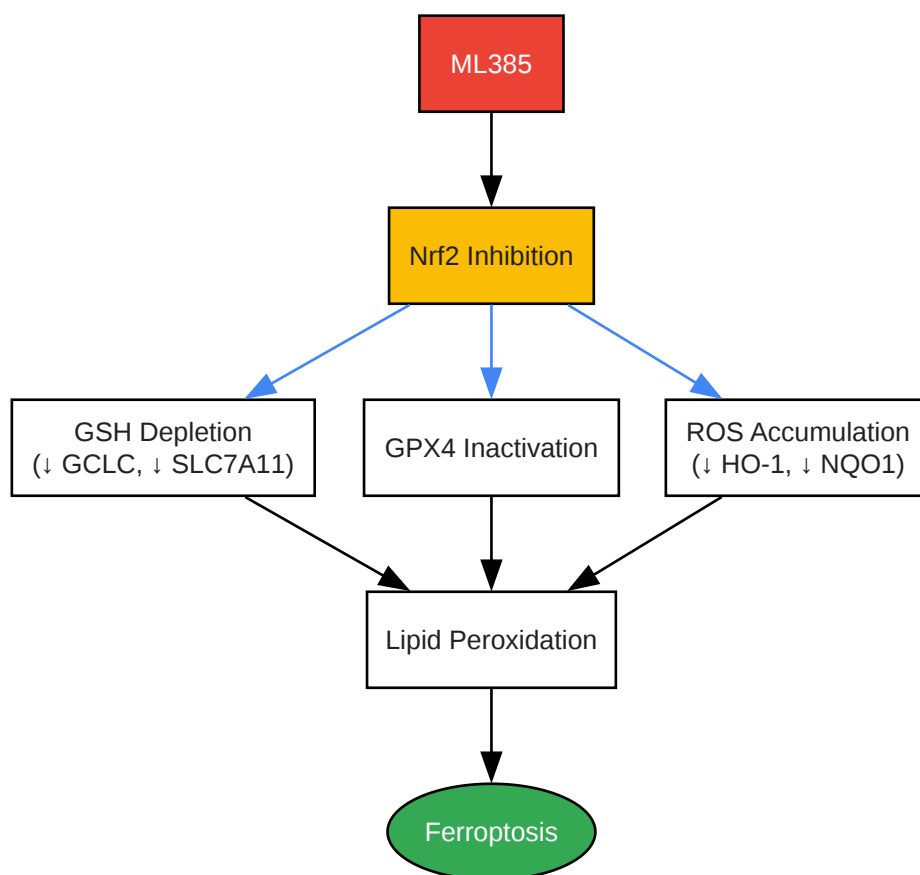 ML385
Nrf2 Inhibition
GSH Depletion
(↓ GCLC, ↓ SLC7A11)
GPX4 Inactivation
ROS Accumulation
(↓ HO-1, ↓ NQO1)
Lipid Peroxidation
Ferroptosis